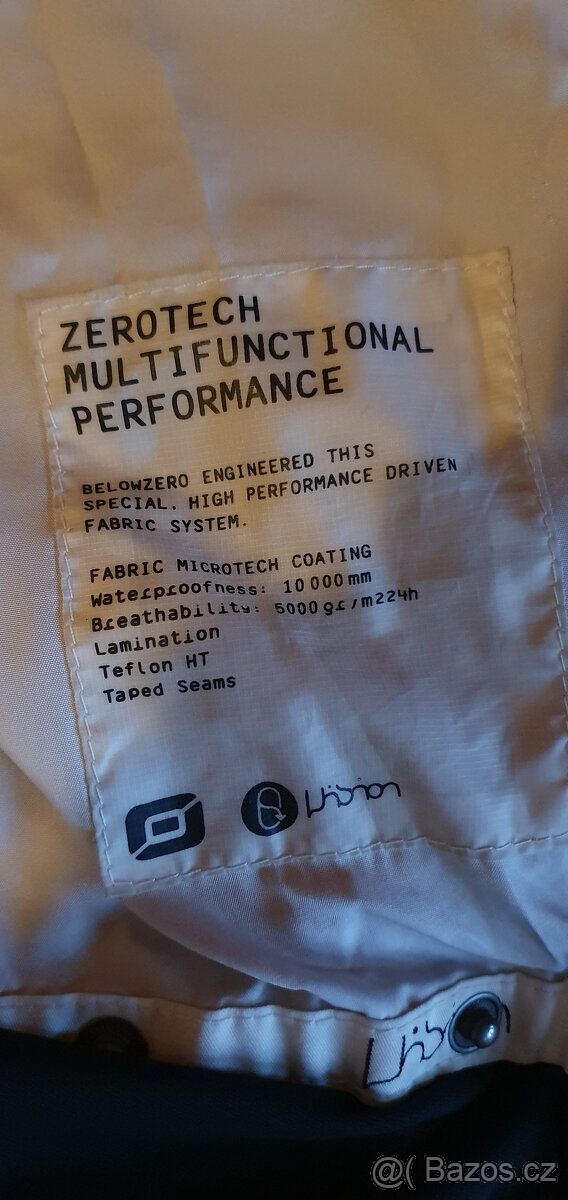 ZEROTECH
MULTIFUNCTIONAL
PERFORMANCE
BELOWZERO ENGINEERED THIS
SPECIAL, HIGH PERFORMANCE DRIVEN
FABRIC SYSTEM.
FABRIC MICROTECH COATING
Waterproofness: 10 000 mm
Breathability: 5000 gr/m224h
Lamination
Teflon HT
Taped Seams
Vision
@( Bazos.cz